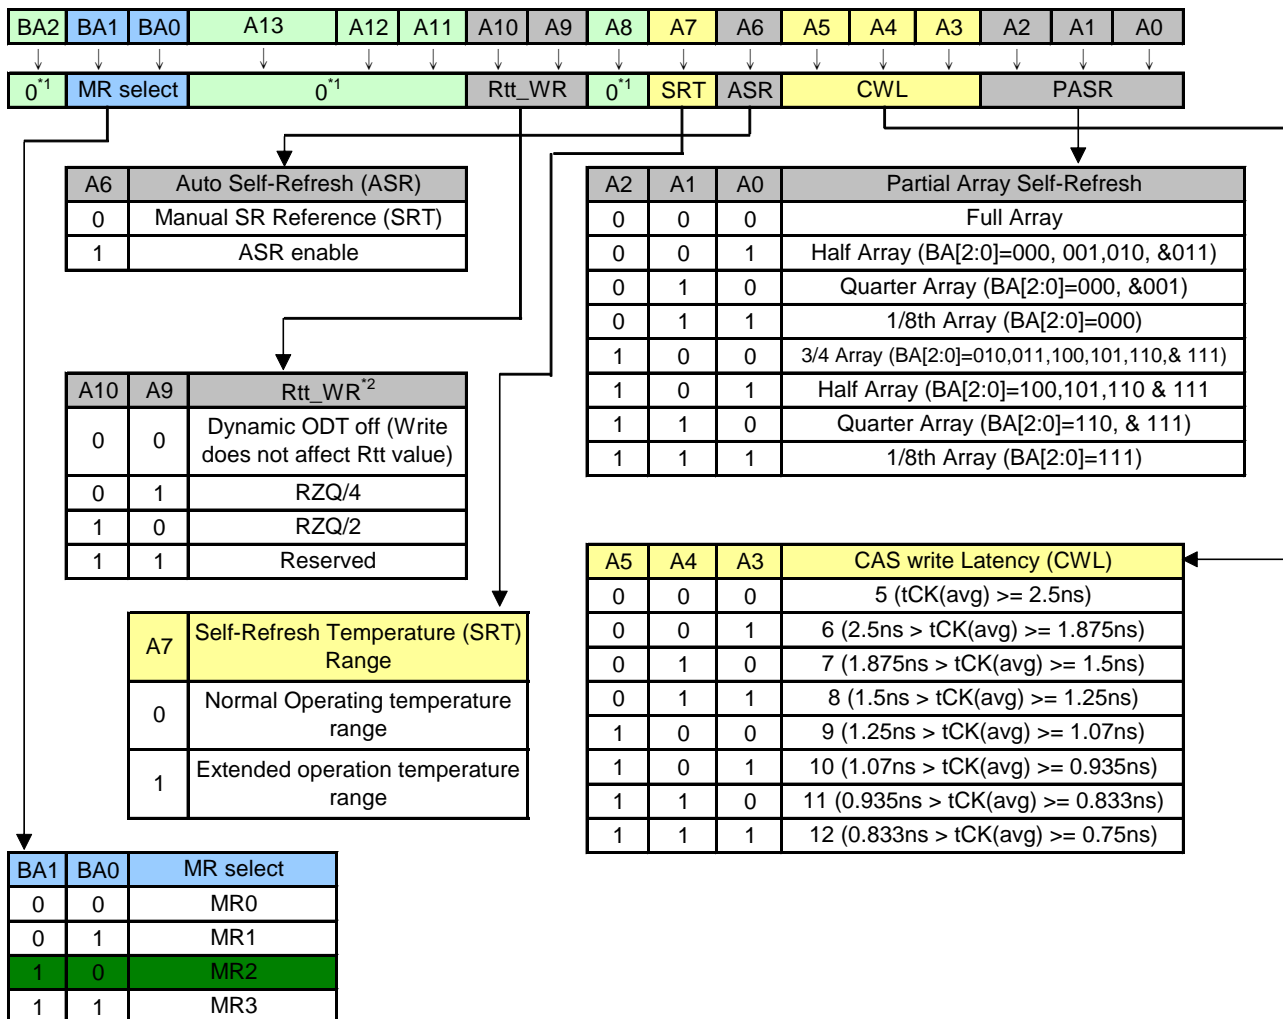 BA2 BA1 BA0 A13 A12 A11 A10 A9 A8 A7 A6 A5 A4 A3 A2 A1 A0
0*1 MR select 0*1 Rtt_WR 0*1 SRT ASR CWL PASR
A6 Auto Self-Refresh (ASR)
0 Manual SR Reference (SRT)
1 ASR enable
A2 A1 A0 Partial Array Self-Refresh
0 0 0 Full Array
0 0 1 Half Array (BA[2:0]=000, 001,010, &011)
0 1 0 Quarter Array (BA[2:0]=000, &001)
0 1 1 1/8th Array (BA[2:0]=000)
1 0 0 3/4 Array (BA[2:0]=010,011,100,101,110,& 111)
1 0 1 Half Array (BA[2:0]=100,101,110 & 111
1 1 0 Quarter Array (BA[2:0]=110, & 111)
1 1 1 1/8th Array (BA[2:0]=111)
A10 A9 Rtt_WR*2
0 0 Dynamic ODT off (Write
does not affect Rtt value)
0 1 RZQ/4
1 0 RZQ/2
1 1 Reserved
A5 A4 A3 CAS write Latency (CWL)
0 0 0 5 (tCK(avg) >= 2.5ns)
0 0 1 6 (2.5ns > tCK(avg) >= 1.875ns)
0 1 0 7 (1.875ns > tCK(avg) >= 1.5ns)
0 1 1 8 (1.5ns > tCK(avg) >= 1.25ns)
1 0 0 9 (1.25ns > tCK(avg) >= 1.07ns)
1 0 1 10 (1.07ns > tCK(avg) >= 0.935ns)
1 1 0 11 (0.935ns > tCK(avg) >= 0.833ns)
1 1 1 12 (0.833ns > tCK(avg) >= 0.75ns)
A7 Self-Refresh Temperature (SRT)
Range
0 Normal Operating temperature
range
1 Extended operation temperature
range
BA1 BA0 MR select
0 0 MR0
0 1 MR1
1 0 MR2
1 1 MR3